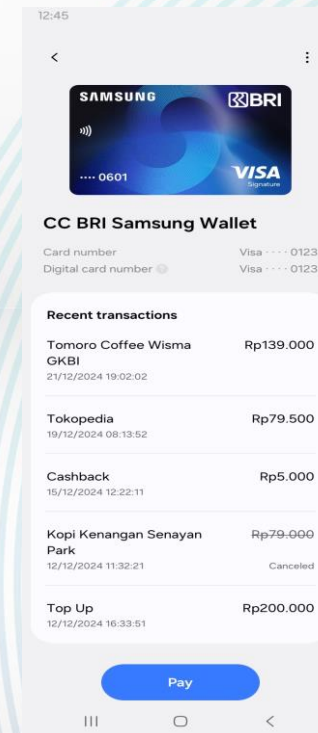 12:45
SAMSUNG
BRI
···· 0601
VISA
Signature
CC BRI Samsung Wallet
Card number Visa ···· 0123
Digital card number Visa ···· 0123
Recent transactions
Tomoro Coffee Wisma Rp139.000
GKBI
21/12/2024 19:02:02
Tokopedia Rp79.500
19/12/2024 08:13:52
Cashback Rp5.000
15/12/2024 12:22:11
Kopi Kenangan Senayan Rp79.000
Park
12/12/2024 11:32:21 Canceled
Top Up Rp200.000
12/12/2024 16:33:51
Pay